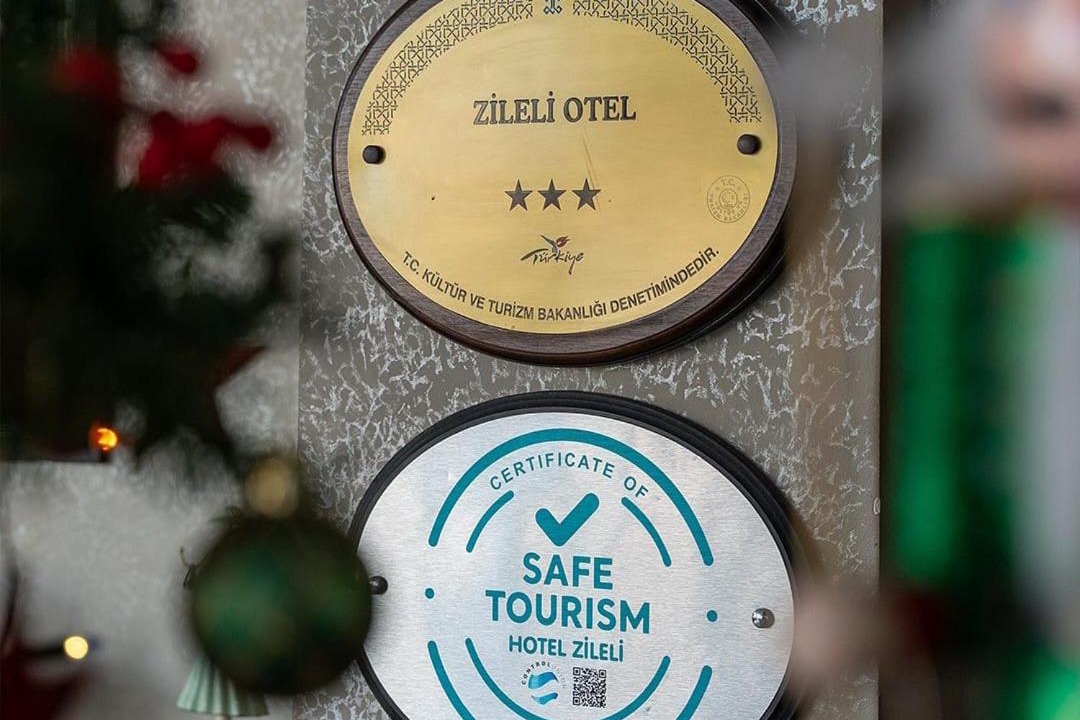 ZİLELİ OTEL
Türkiye
T.C. KÜLTÜR VE TURİZM BAKANLIĞI DENETİMİNDEDİR.
CERTIFICATE OF
SAFE
TOURISM
HOTEL ZİLELİ